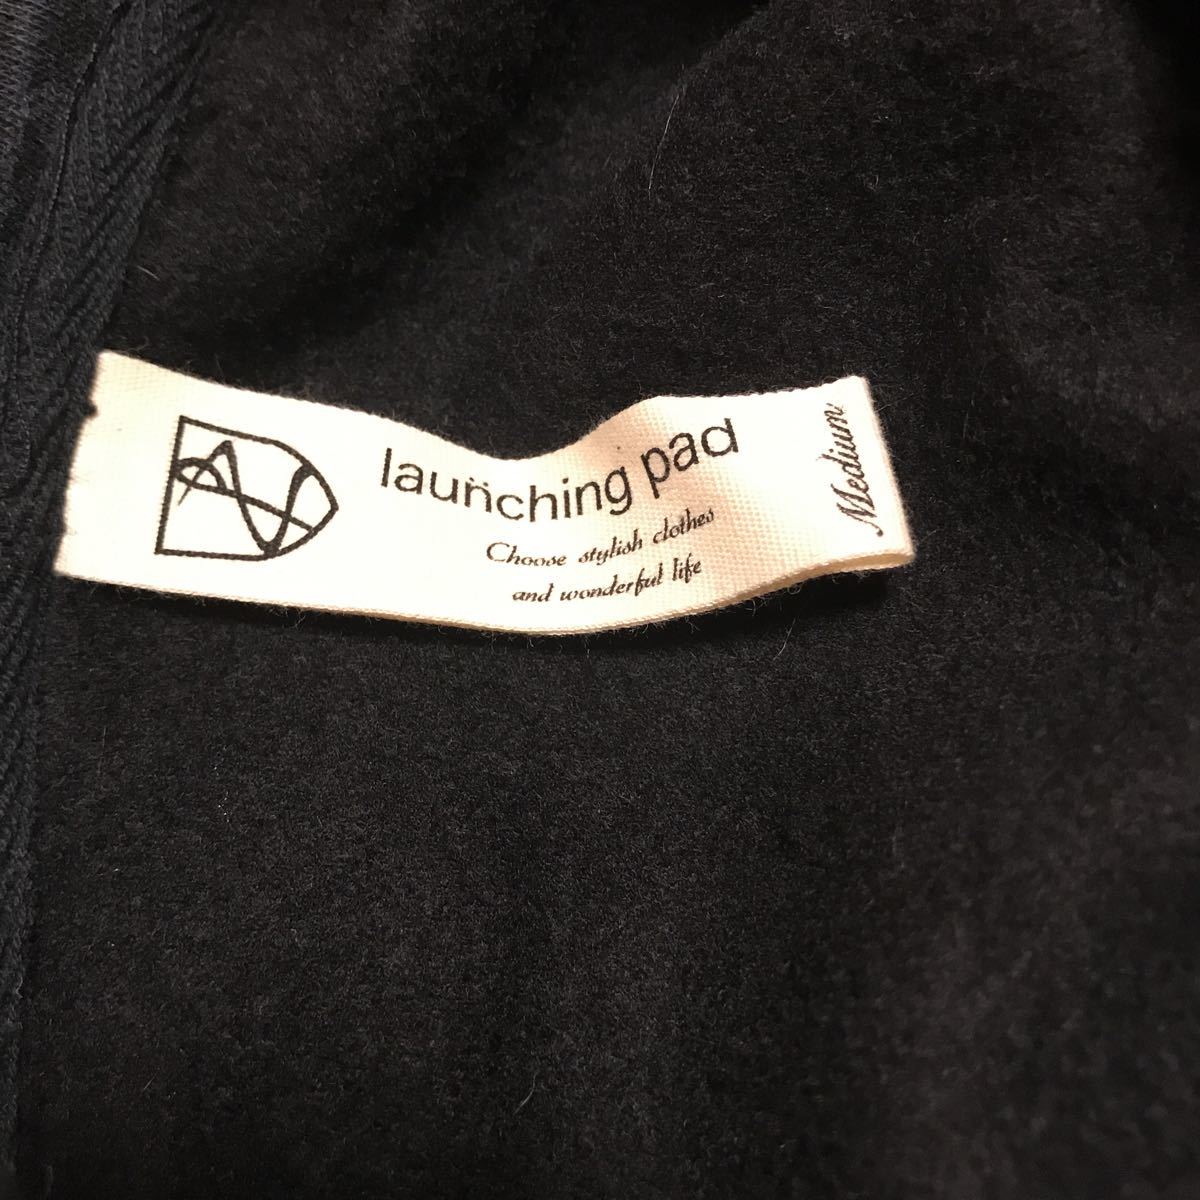 launching pad
Choose stylish clothes
and wonderful life
Medium